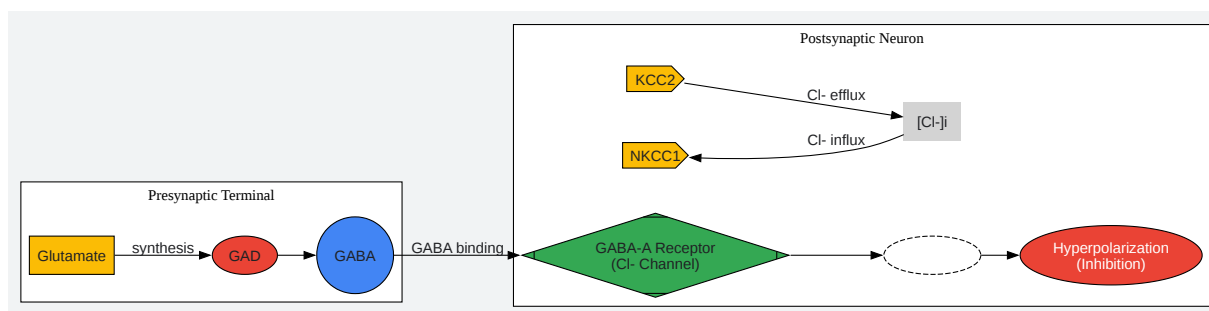 Postsynaptic Neuron
KCC2
Cl- efflux
[Cl-]i
Cl- influx
NKCC1
Presynaptic Terminal
Glutamate
synthesis
GAD
GABA
GABA binding
GABA-A Receptor
(Cl- Channel)
Hyperpolarization
(Inhibition)